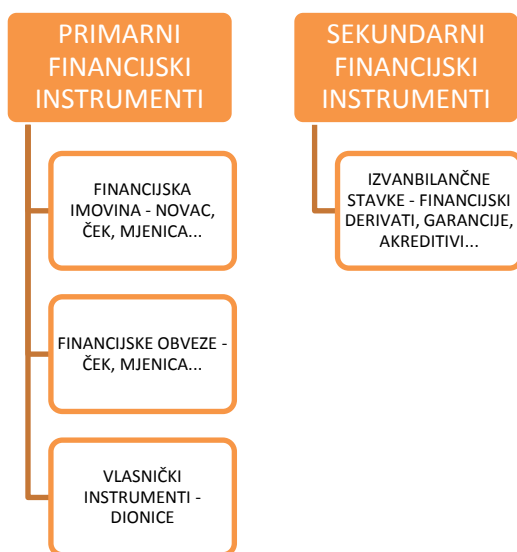 PRIMARNI
FINANCIJSKI
INSTRUMENTI
FINANCIJSKA
IMOVINA - NOVAC,
ČEK, MJENICA...
FINANCIJSKE OBVEZE -
ČEK, MJENICA...
VLASNIČKI
INSTRUMENTI -
DIONICE
SEKUNDARNI
FINANCIJSKI
INSTRUMENTI
IZVANBILANČNE
STAVKE - FINANCIJSKI
DERIVATI, GARANCIJE,
AKREDITIVI...